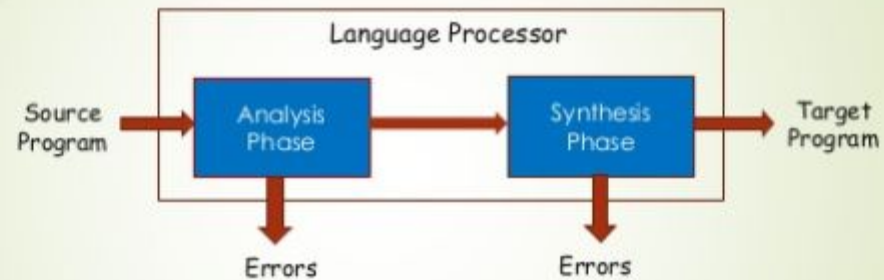 Language Processor
Source
Program
Analysis
Phase
Synthesis
Phase
Target
Program
Errors
Errors